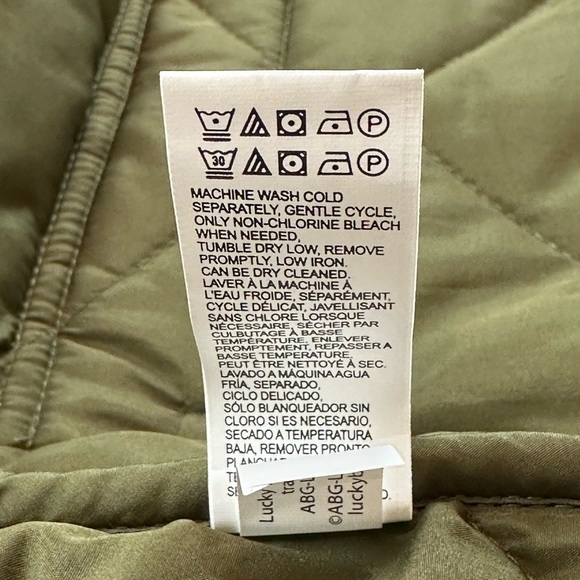 P
30 P
MACHINE WASH COLD
SEPARATELY, GENTLE CYCLE,
ONLY NON-CHLORINE BLEACH
WHEN NEEDED,
TUMBLE DRY LOW, REMOVE
PROMPTLY, LOW IRON.
CAN BE DRY CLEANED.
LAVER À LA MACHINE À
L'EAU FROIDE, SÉPARÉMENT,
CYCLE DÉLICAT, JAVELLISANT
SANS CHLORE LORSQUE
NÉCESSAIRE, SÉCHER PAR
CULBUTAGE À BASSE
TEMPÉRATURE, ENLEVER
PROMPTEMENT, REPASSER A
BASSE TEMPERATURE,
PEUT ÊTRE NETTOYÉ À SEC.
LAVADO A MÁQUINA AGUA
FRÍA, SEPARADO,
CICLO DELICADO,
SÓLO BLANQUEADOR SIN
CLORO SI ES NECESARIO,
SECADO A TEMPERATURA
BAJA, REMOVER PRONTO